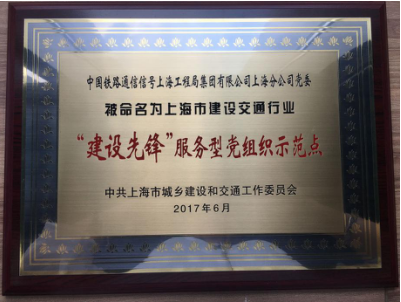 中国铁路通信信号上海工程局集团有限公司上海分公司党委
被命名为上海市建设交通行业
“建设先锋”服务型党组织示范点
中共上海市城乡建设和交通工作委员会
2017年6月